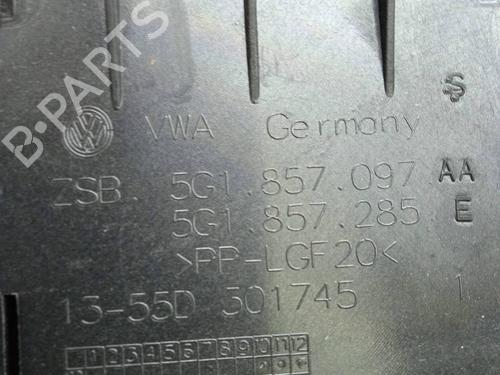 B-PARTS
VWA Germany
ZSB. 5G1.857.097 AA
5G1.857.285 E
>PP-LGF20<
13-55D 301745 1
1 2 3 4 5 6 7 8 9 10 11 12